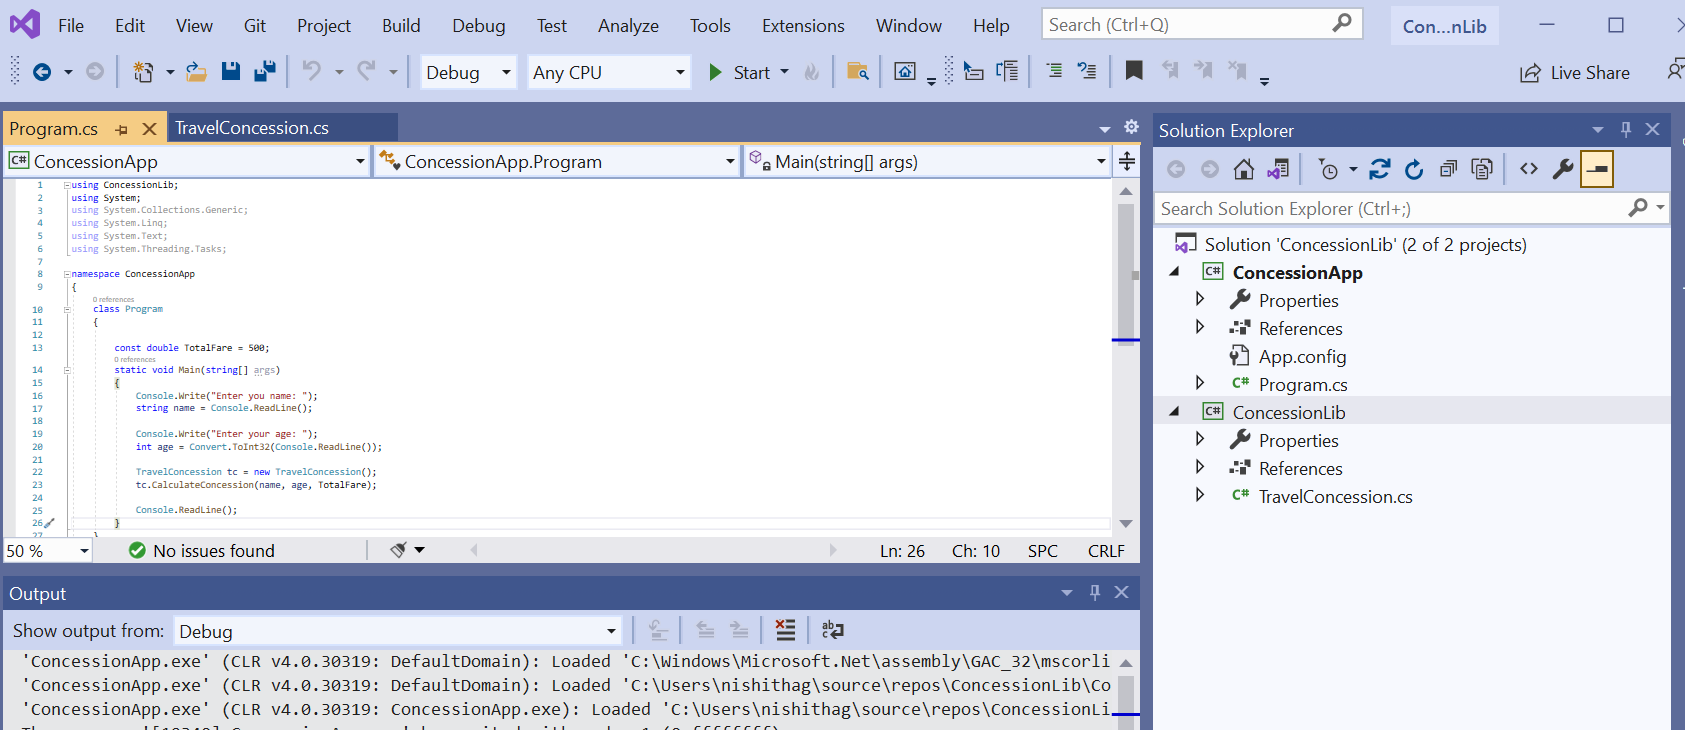 File Edit View Git Project Build Debug Test Analyze Tools Extensions Window Help Search (Ctrl+Q) Con...nLib
Debug Any CPU Start Live Share
Program.cs TravelConcession.cs
C# ConcessionApp ConcessionApp.Program Main(string[] args)
1 using ConcessionLib;
2 using System;
3 using System.Collections.Generic;
4 using System.Linq;
5 using System.Text;
6 using System.Threading.Tasks;
7
8 namespace ConcessionApp
9 {
0 references
10 class Program
11 {
12
13 const double TotalFare = 500;
0 references
14 static void Main(string[] args)
15 {
16 Console.Write("Enter you name: ");
17 string name = Console.ReadLine();
18
19 Console.Write("Enter your age: ");
20 int age = Convert.ToInt32(Console.ReadLine());
21
22 TravelConcession tc = new TravelConcession();
23 tc.CalculateConcession(name, age, TotalFare);
24
25 Console.ReadLine();
26 }
27 }
50 % No issues found Ln: 26 Ch: 10 SPC CRLF
Output
Show output from: Debug
'ConcessionApp.exe' (CLR v4.0.30319: DefaultDomain): Loaded 'C:\Windows\Microsoft.Net\assembly\GAC_32\mscorli
'ConcessionApp.exe' (CLR v4.0.30319: DefaultDomain): Loaded 'C:\Users\nishithag\source\repos\ConcessionLib\Co
'ConcessionApp.exe' (CLR v4.0.30319: ConcessionApp.exe): Loaded 'C:\Users\nishithag\source\repos\ConcessionLi
Solution Explorer
Search Solution Explorer (Ctrl+;)
Solution 'ConcessionLib' (2 of 2 projects)
C# ConcessionApp
Properties
References
App.config
C# Program.cs
C# ConcessionLib
Properties
References
C# TravelConcession.cs